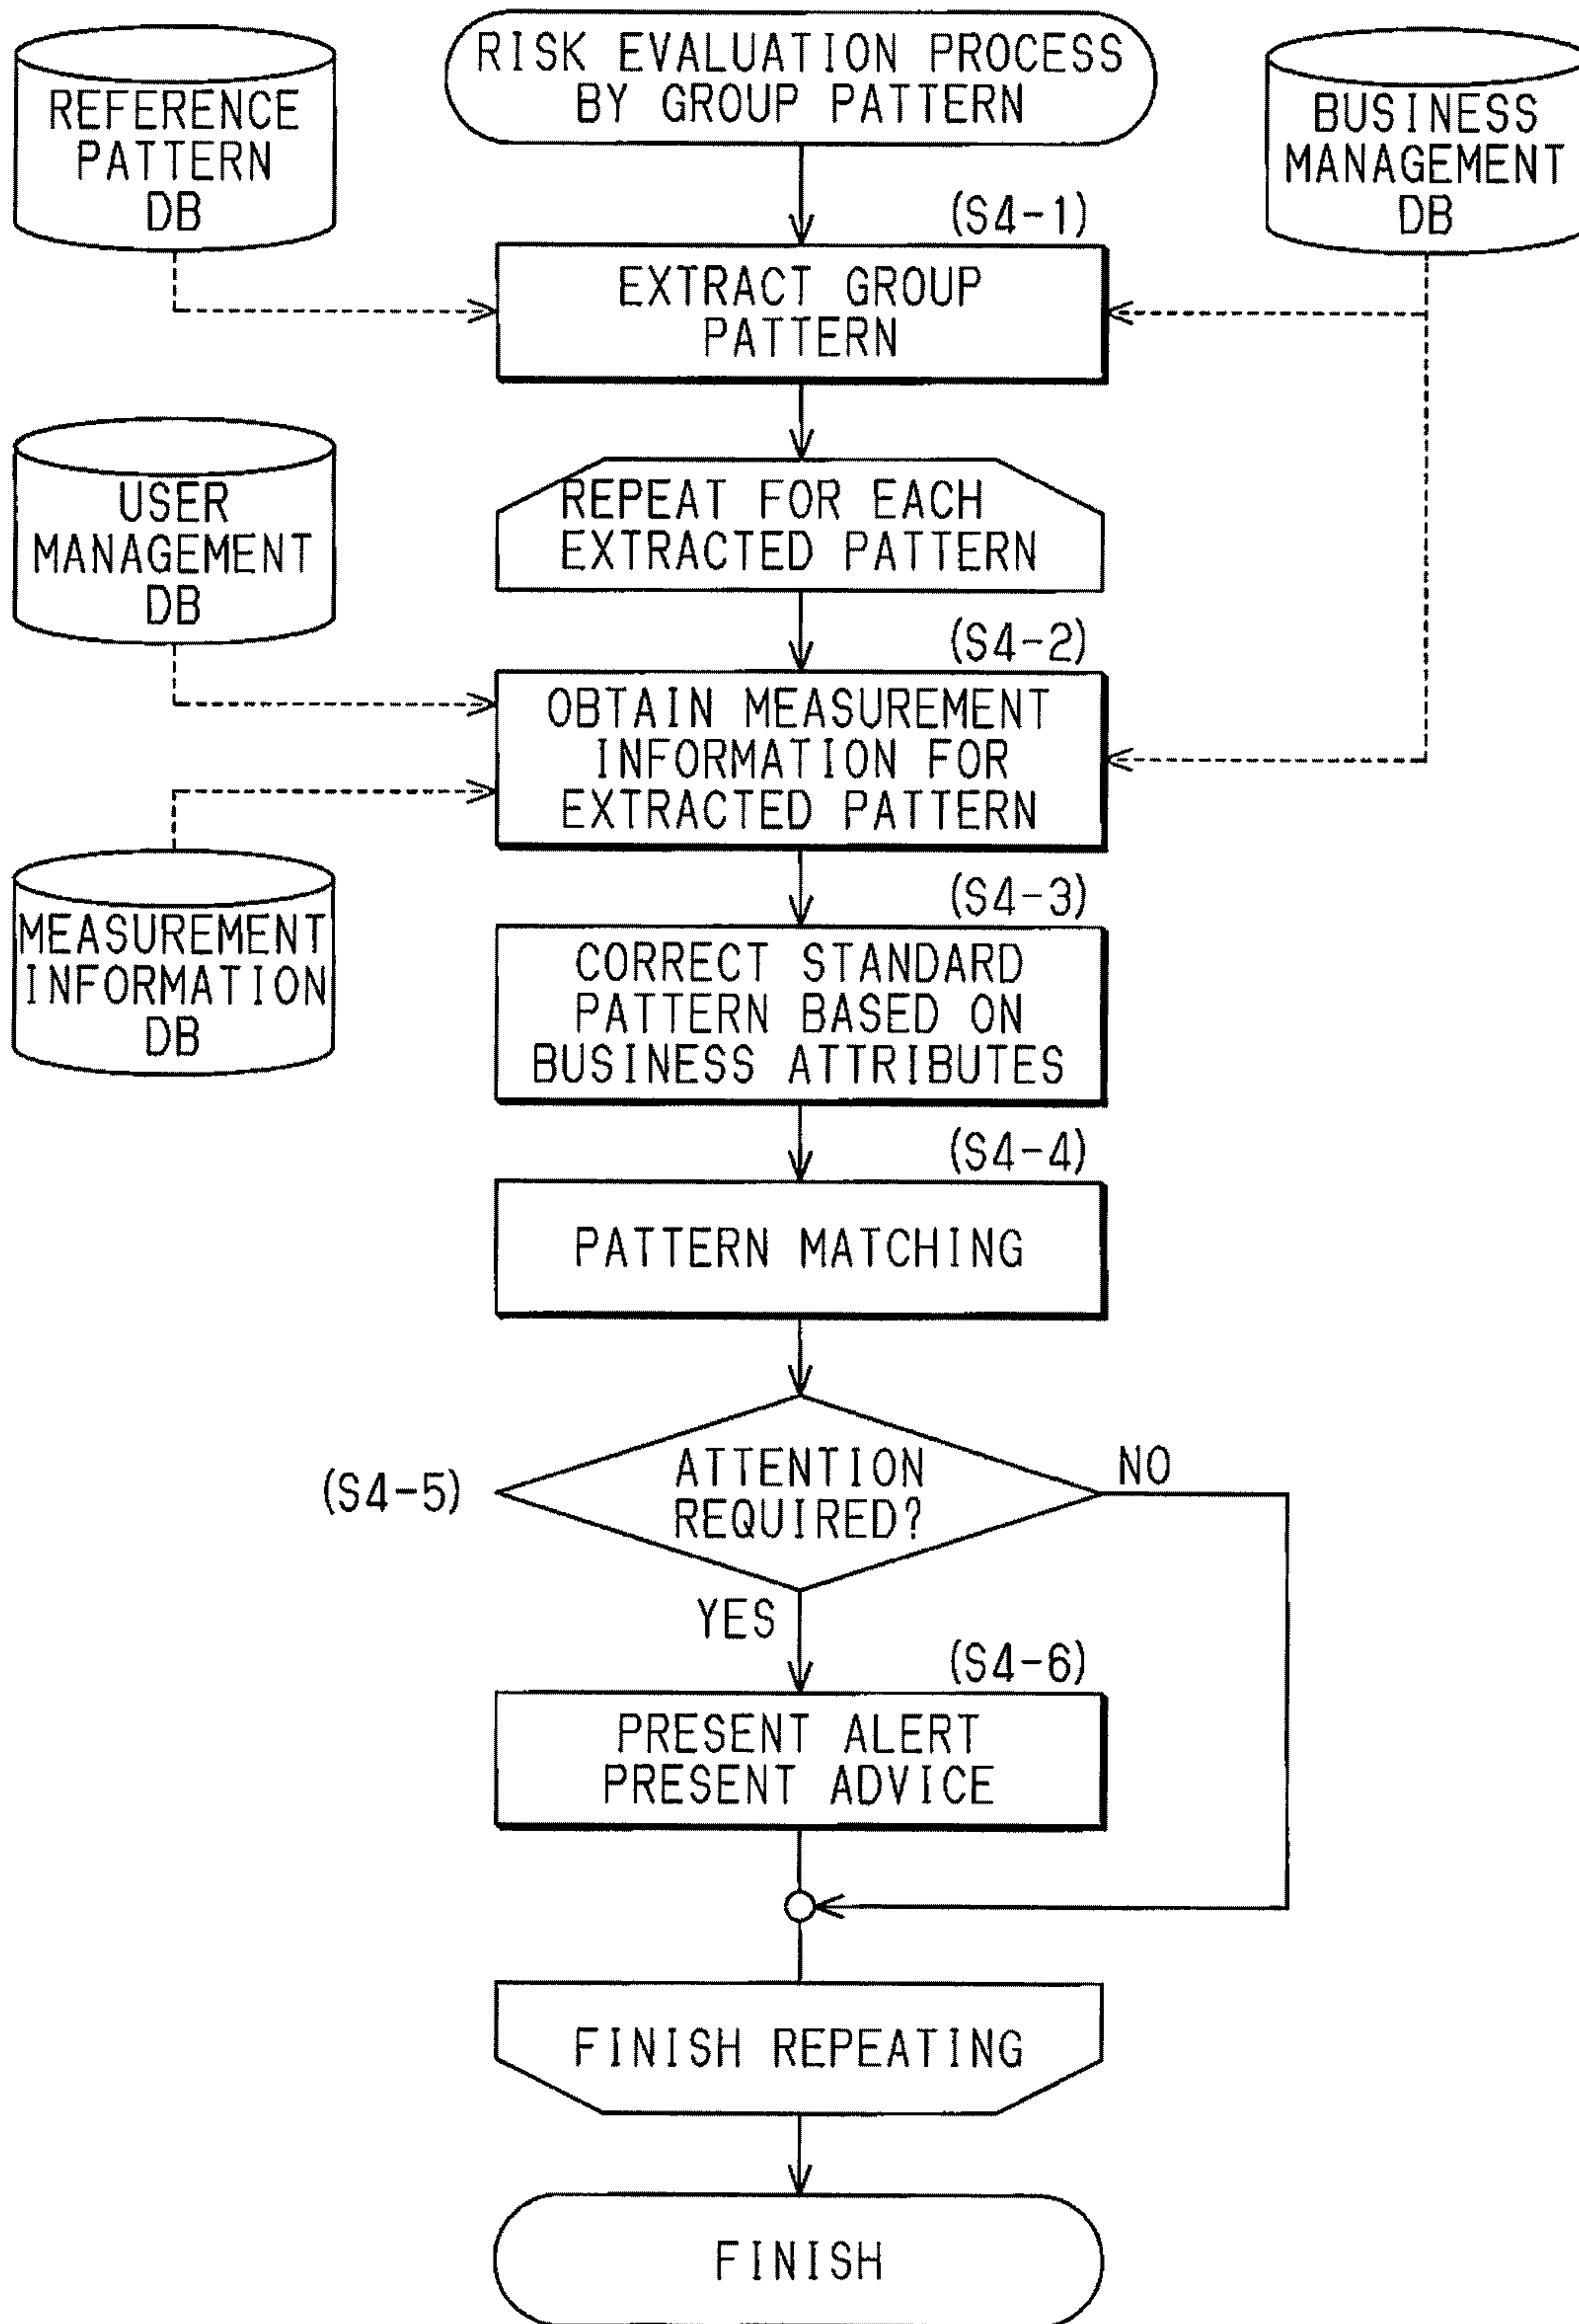 RISK EVALUATION PROCESS
BY GROUP PATTERN
REFERENCE
PATTERN
DB
BUSINESS
MANAGEMENT
DB
(S4-1)
EXTRACT GROUP
PATTERN
REPEAT FOR EACH
EXTRACTED PATTERN
USER
MANAGEMENT
DB
(S4-2)
OBTAIN MEASUREMENT
INFORMATION FOR
EXTRACTED PATTERN
MEASUREMENT
INFORMATION
DB
(S4-3)
CORRECT STANDARD
PATTERN BASED ON
BUSINESS ATTRIBUTES
(S4-4)
PATTERN MATCHING
(S4-5)
ATTENTION
REQUIRED?
NO
YES
(S4-6)
PRESENT ALERT
PRESENT ADVICE
FINISH REPEATING
FINISH